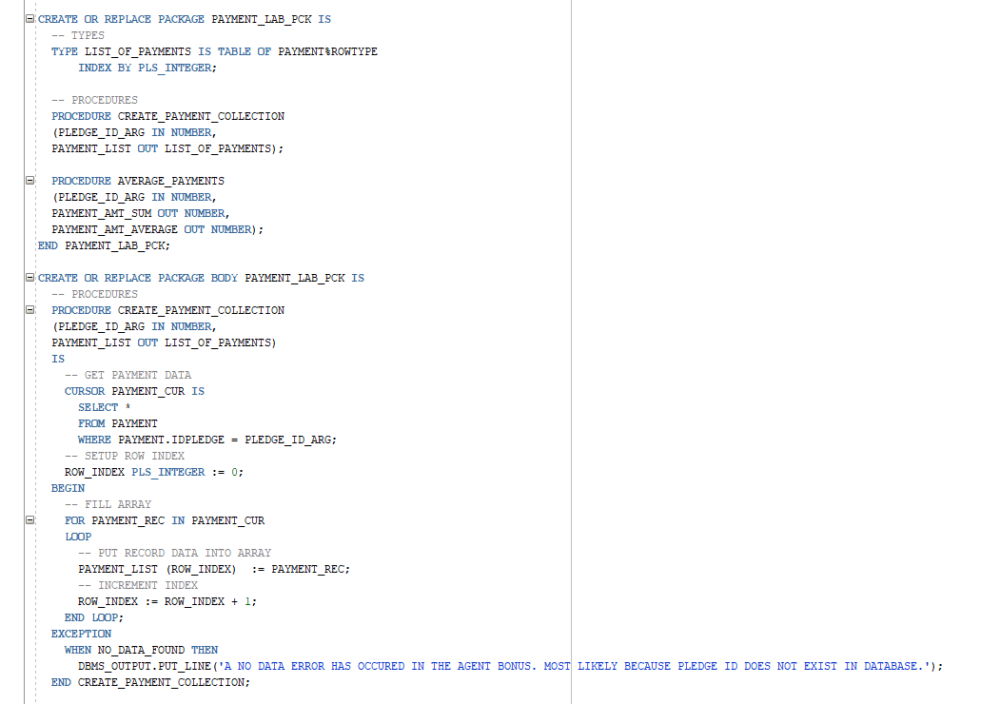 CREATE OR REPLACE PACKAGE PAYMENT_LAB_PCK IS
-- TYPES
TYPE LIST_OF_PAYMENTS IS TABLE OF PAYMENT%ROWTYPE
INDEX BY PLS_INTEGER;
-- PROCEDURES
PROCEDURE CREATE_PAYMENT_COLLECTION
(PLEDGE_ID_ARG IN NUMBER,
PAYMENT_LIST OUT LIST_OF_PAYMENTS);
PROCEDURE AVERAGE_PAYMENTS
(PLEDGE_ID_ARG IN NUMBER,
PAYMENT_AMT_SUM OUT NUMBER,
PAYMENT_AMT_AVERAGE OUT NUMBER);
END PAYMENT_LAB_PCK;
CREATE OR REPLACE PACKAGE BODY PAYMENT_LAB_PCK IS
-- PROCEDURES
PROCEDURE CREATE_PAYMENT_COLLECTION
(PLEDGE_ID_ARG IN NUMBER,
PAYMENT_LIST OUT LIST_OF_PAYMENTS)
IS
-- GET PAYMENT DATA
CURSOR PAYMENT_CUR IS
SELECT *
FROM PAYMENT
WHERE PAYMENT.IDPLEDGE = PLEDGE_ID_ARG;
-- SETUP ROW INDEX
ROW_INDEX PLS_INTEGER := 0;
BEGIN
-- FILL ARRAY
FOR PAYMENT_REC IN PAYMENT_CUR
LOOP
-- PUT RECORD DATA INTO ARRAY
PAYMENT_LIST (ROW_INDEX)  := PAYMENT_REC;
-- INCREMENT INDEX
ROW_INDEX := ROW_INDEX + 1;
END LOOP;
EXCEPTION
WHEN NO_DATA_FOUND THEN
DBMS_OUTPUT.PUT_LINE('A NO DATA ERROR HAS OCCURED IN THE AGENT BONUS. MOST LIKELY BECAUSE PLEDGE ID DOES NOT EXIST IN DATABASE.');
END CREATE_PAYMENT_COLLECTION;